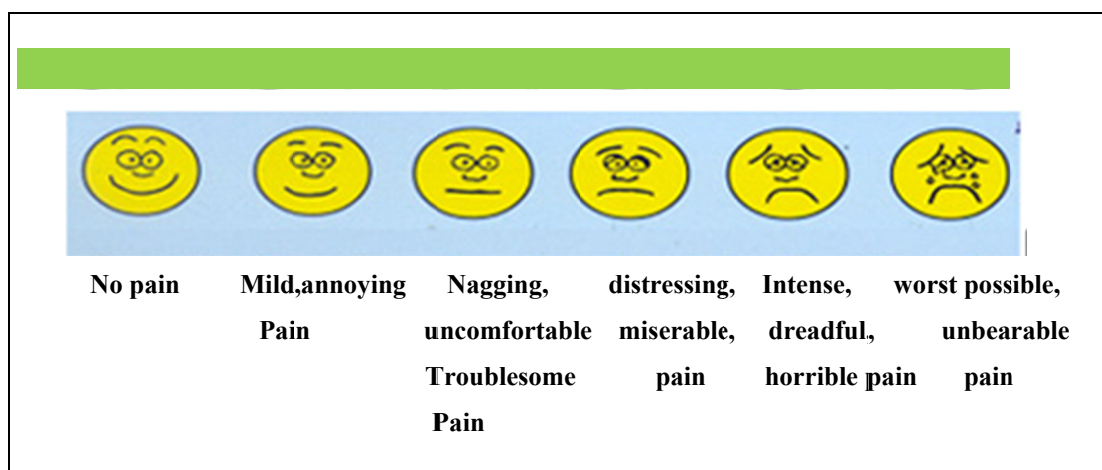 No pain Mild,annoying Nagging, distressing, Intense, worst possible,
Pain uncomfortable miserable, dreadful, unbearable
Troublesome pain horrible pain pain
Pain